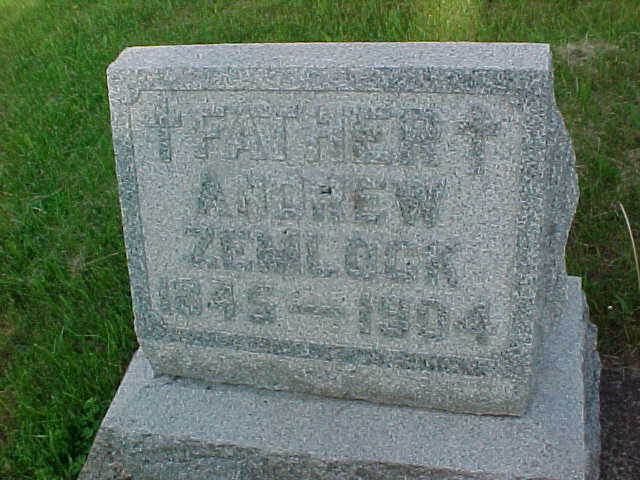 FATHER
ANDREW
ZEMLOCK
1845 — 1904